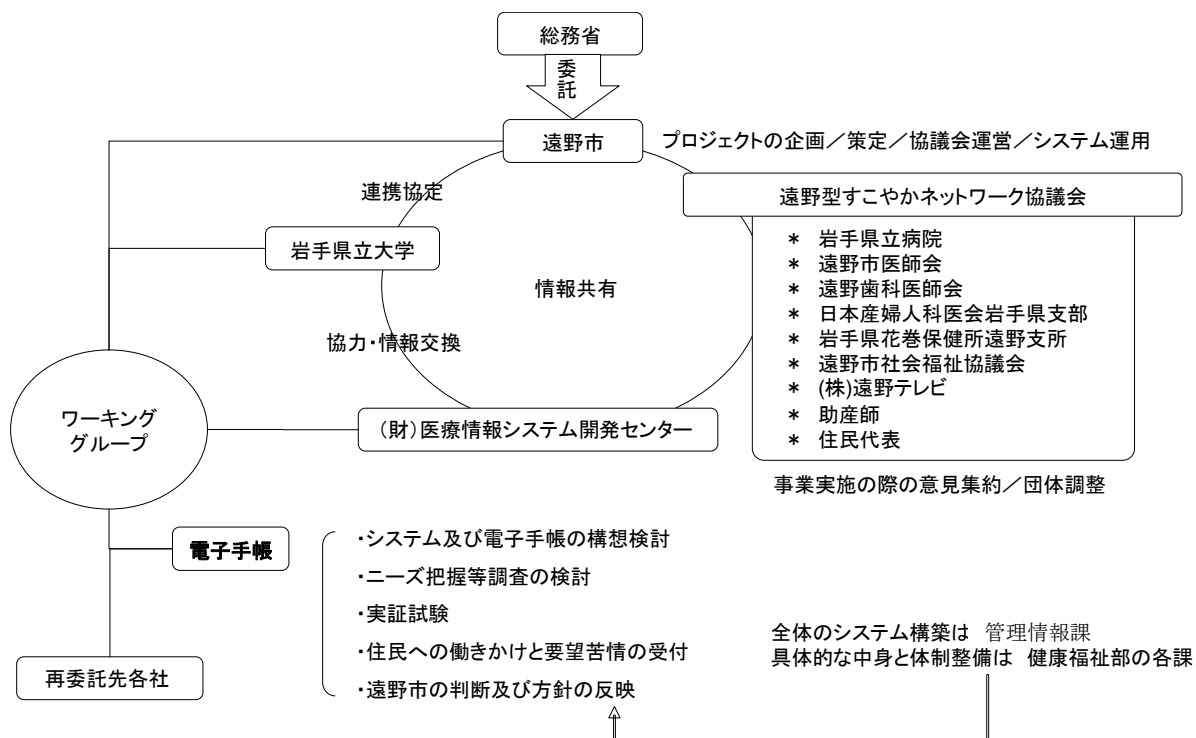 総務省
委託
遠野市
プロジェクトの企画／策定／協議会運営／システム運用
連携協定
遠野型すこやかネットワーク協議会
岩手県立大学
情報共有
協力・情報交換
＊ 岩手県立病院
＊ 遠野市医師会
＊ 遠野歯科医師会
＊ 日本産婦人科医会岩手県支部
＊ 岩手県花巻保健所遠野支所
＊ 遠野市社会福祉協議会
＊ (株)遠野テレビ
＊ 助産師
＊ 住民代表
ワーキング
グループ
（財）医療情報システム開発センター
事業実施の際の意見集約／団体調整
電子手帳
・システム及び電子手帳の構想検討
・ニーズ把握等調査の検討
・実証試験
・住民への働きかけと要望苦情の受付
・遠野市の判断及び方針の反映
再委託先各社
全体のシステム構築は 管理情報課
具体的な中身と体制整備は 健康福祉部の各課